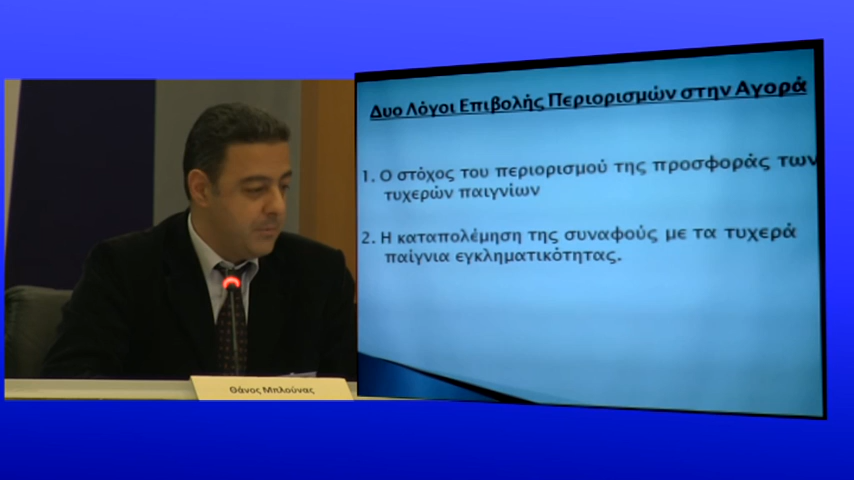 Δυο Λόγοι Επιβολής Περιορισμών στην Αγορά
1. Ο στόχος του περιορισμού της προσφοράς των
τυχερών παιγνίων
2. Η καταπολέμηση της συναφούς με τα τυχερά
παίγνια εγκληματικότητας.
Θάνος Μπλούνας